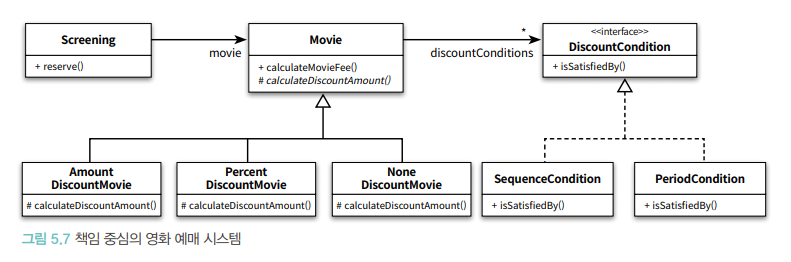 Screening
+ reserve()
movie
Movie
+ calculateMovieFee()
# calculateDiscountAmount()
*
discountConditions
<<interface>>
DiscountCondition
+ isSatisfiedBy()
Amount
DiscountMovie
# calculateDiscountAmount()
Percent
DiscountMovie
# calculateDiscountAmount()
None
DiscountMovie
# calculateDiscountAmount()
SequenceCondition
+ isSatisfiedBy()
PeriodCondition
+ isSatisfiedBy()
그림 5.7 책임 중심의 영화 예매 시스템